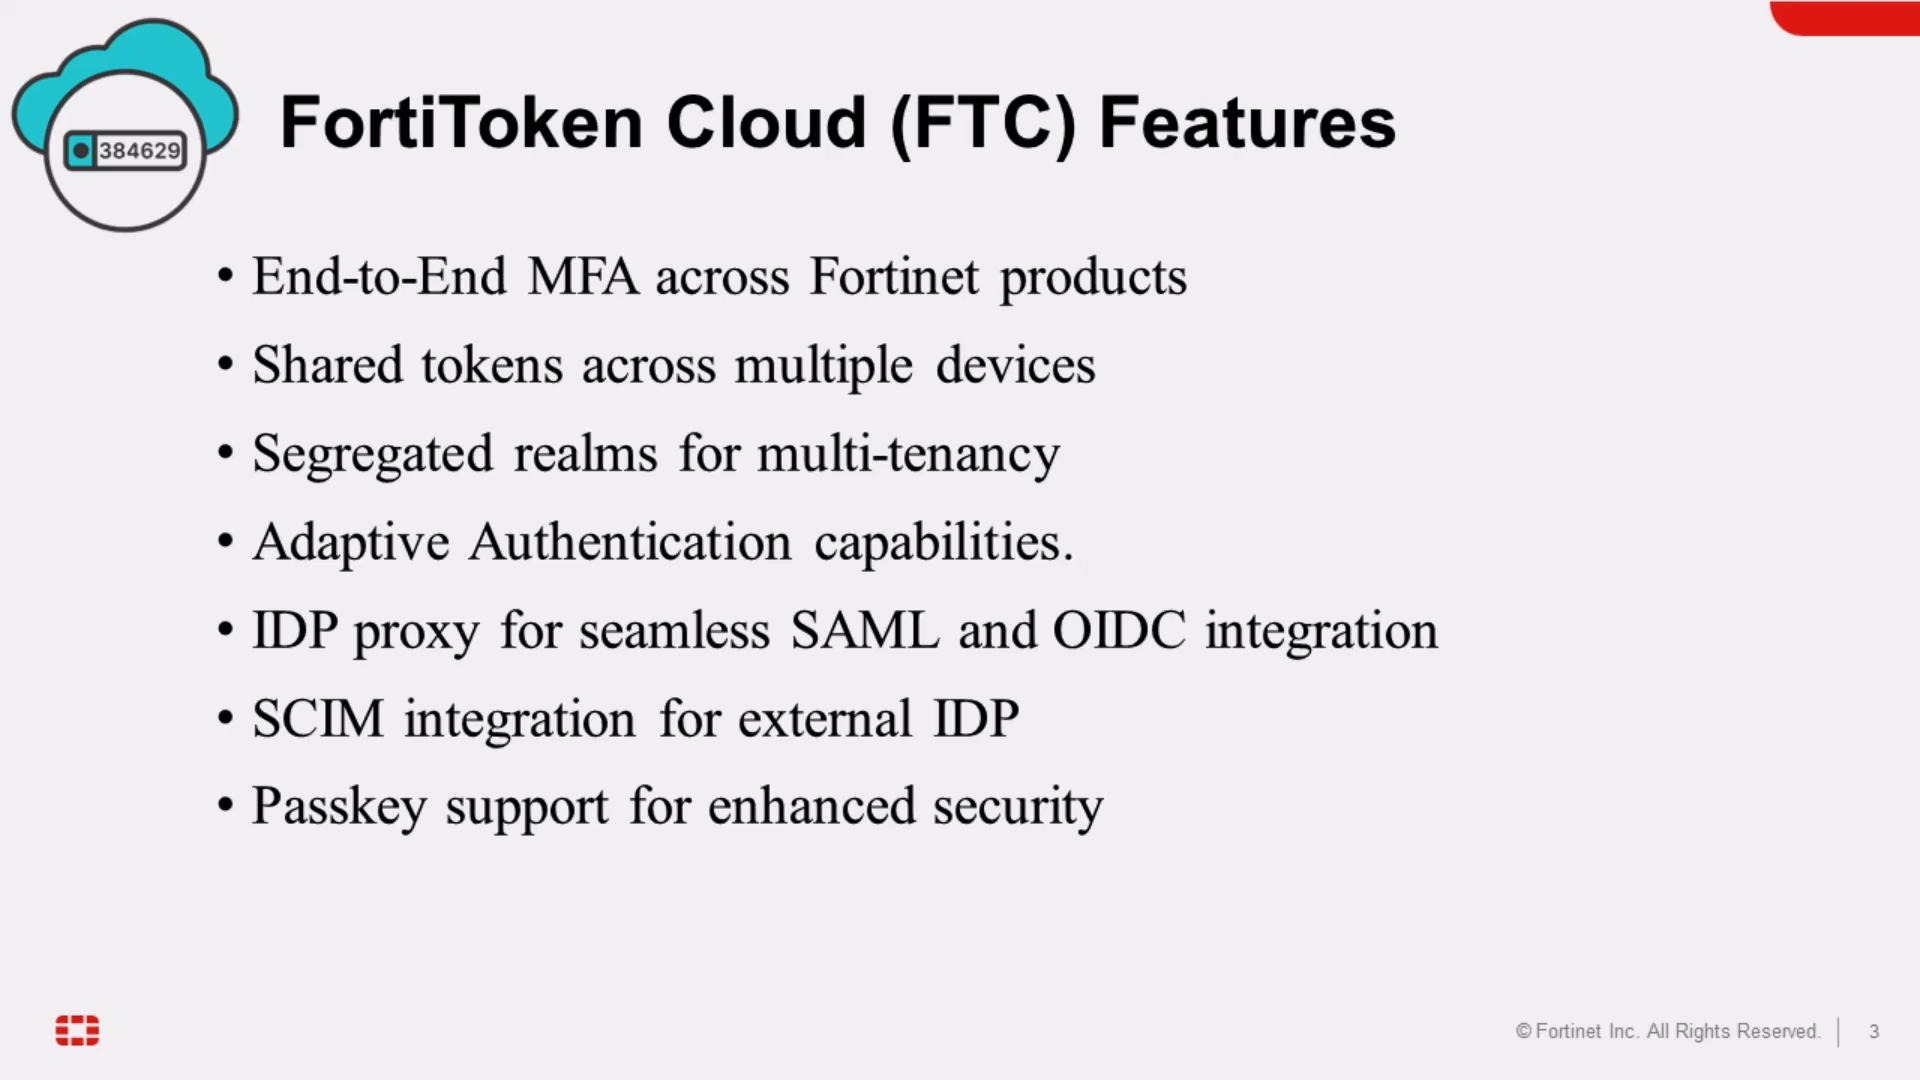 384629
FortiToken Cloud (FTC) Features
• End-to-End MFA across Fortinet products
• Shared tokens across multiple devices
• Segregated realms for multi-tenancy
• Adaptive Authentication capabilities.
• IDP proxy for seamless SAML and OIDC integration
• SCIM integration for external IDP
• Passkey support for enhanced security
© Fortinet Inc. All Rights Reserved. 3